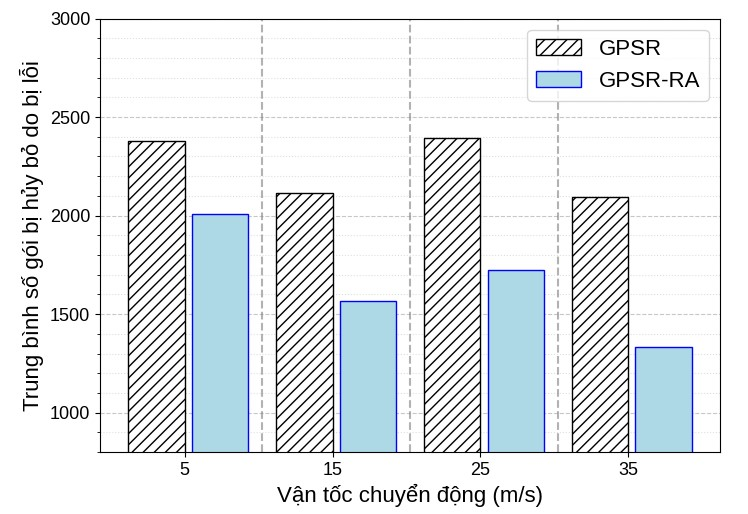 3000
2500
2000
1500
1000
Trung bình số gói bị hủy bỏ do bị lỗi
GPSR
GPSR-RA
5
15
25
35
Vận tốc chuyển động (m/s)